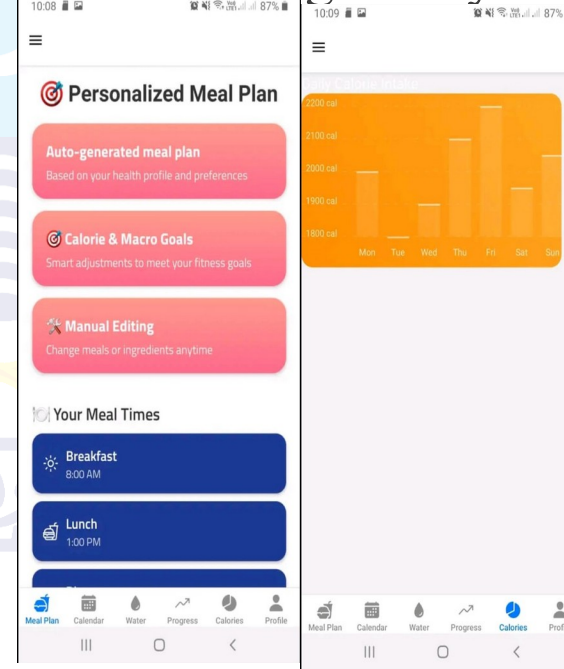 10:08
87%
Personalized Meal Plan
Auto-generated meal plan
Based on your health profile and preferences
Calorie & Macro Goals
Smart adjustments to meet your fitness goals
Manual Editing
Change meals or ingredients anytime
Your Meal Times
Breakfast
8:00 AM
Lunch
1:00 PM
Meal Plan Calendar Water Progress Calories Profile
10:09
87%
Calorie Intake
2200 cal
2100 cal
2000 cal
1900 cal
1800 cal
Mon Tue Wed Thu Fri Sat Sun
Meal Plan Calendar Water Progress Calories Prof